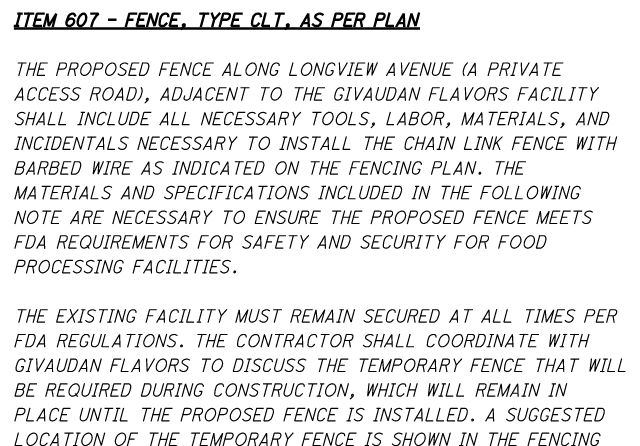 ITEM 607 - FENCE, TYPE CLT, AS PER PLAN
THE PROPOSED FENCE ALONG LONGVIEW AVENUE (A PRIVATE
ACCESS ROAD), ADJACENT TO THE GIVAUDAN FLAVORS FACILITY
SHALL INCLUDE ALL NECESSARY TOOLS, LABOR, MATERIALS, AND
INCIDENTALS NECESSARY TO INSTALL THE CHAIN LINK FENCE WITH
BARBED WIRE AS INDICATED ON THE FENCING PLAN. THE
MATERIALS AND SPECIFICATIONS INCLUDED IN THE FOLLOWING
NOTE ARE NECESSARY TO ENSURE THE PROPOSED FENCE MEETS
FDA REQUIREMENTS FOR SAFETY AND SECURITY FOR FOOD
PROCESSING FACILITIES.
THE EXISTING FACILITY MUST REMAIN SECURED AT ALL TIMES PER
FDA REGULATIONS. THE CONTRACTOR SHALL COORDINATE WITH
GIVAUDAN FLAVORS TO DISCUSS THE TEMPORARY FENCE THAT WILL
BE REQUIRED DURING CONSTRUCTION, WHICH WILL REMAIN IN
PLACE UNTIL THE PROPOSED FENCE IS INSTALLED. A SUGGESTED
LOCATION OF THE TEMPORARY FENCE IS SHOWN IN THE FENCING